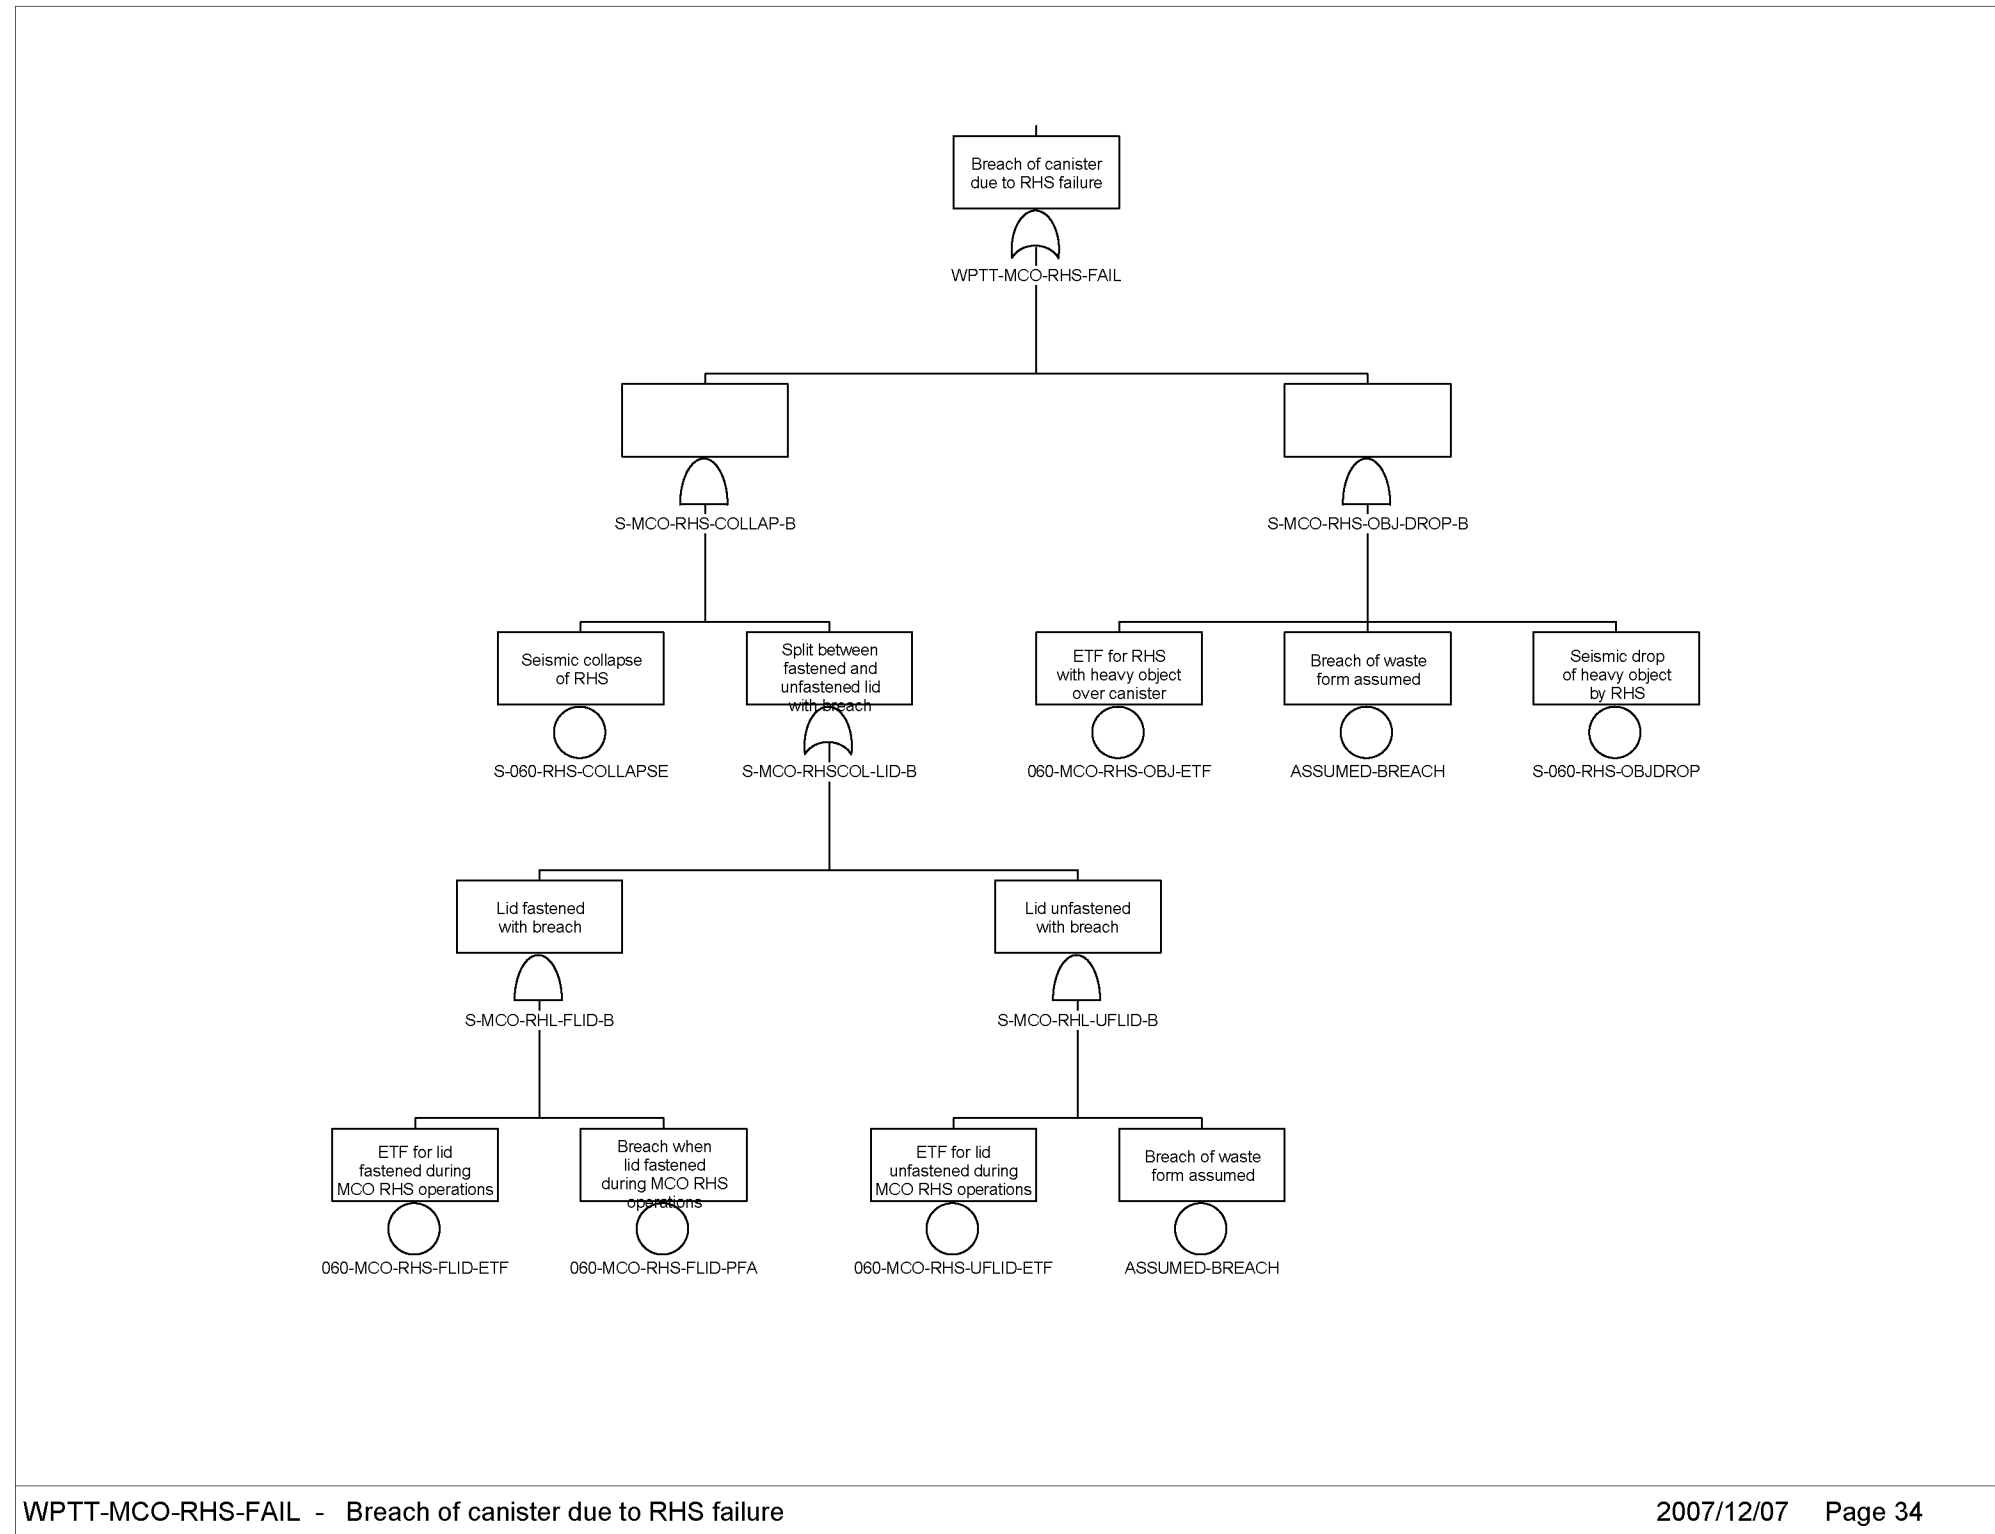 Breach of canister
due to RHS failure
WPTT-MCO-RHS-FAIL
S-MCO-RHS-COLLAP-B
S-MCO-RHS-OBJ-DROP-B
Seismic collapse
of RHS
S-060-RHS-COLLAPSE
Split between
fastened and
unfastened lid
with breach
S-MCO-RHSCOL-LID-B
ETF for RHS
with heavy object
over canister
060-MCO-RHS-OBJ-ETF
Breach of waste
form assumed
ASSUMED-BREACH
Seismic drop
of heavy object
by RHS
S-060-RHS-OBJDROP
Lid fastened
with breach
S-MCO-RHL-FLID-B
Lid unfastened
with breach
S-MCO-RHL-UFLID-B
ETF for lid
fastened during
MCO RHS operations
060-MCO-RHS-FLID-ETF
Breach when
lid fastened
during MCO RHS
operations
060-MCO-RHS-FLID-PFA
ETF for lid
unfastened during
MCO RHS operations
060-MCO-RHS-UFLID-ETF
Breach of waste
form assumed
ASSUMED-BREACH
WPTT-MCO-RHS-FAIL - Breach of canister due to RHS failure
2007/12/07 Page 34